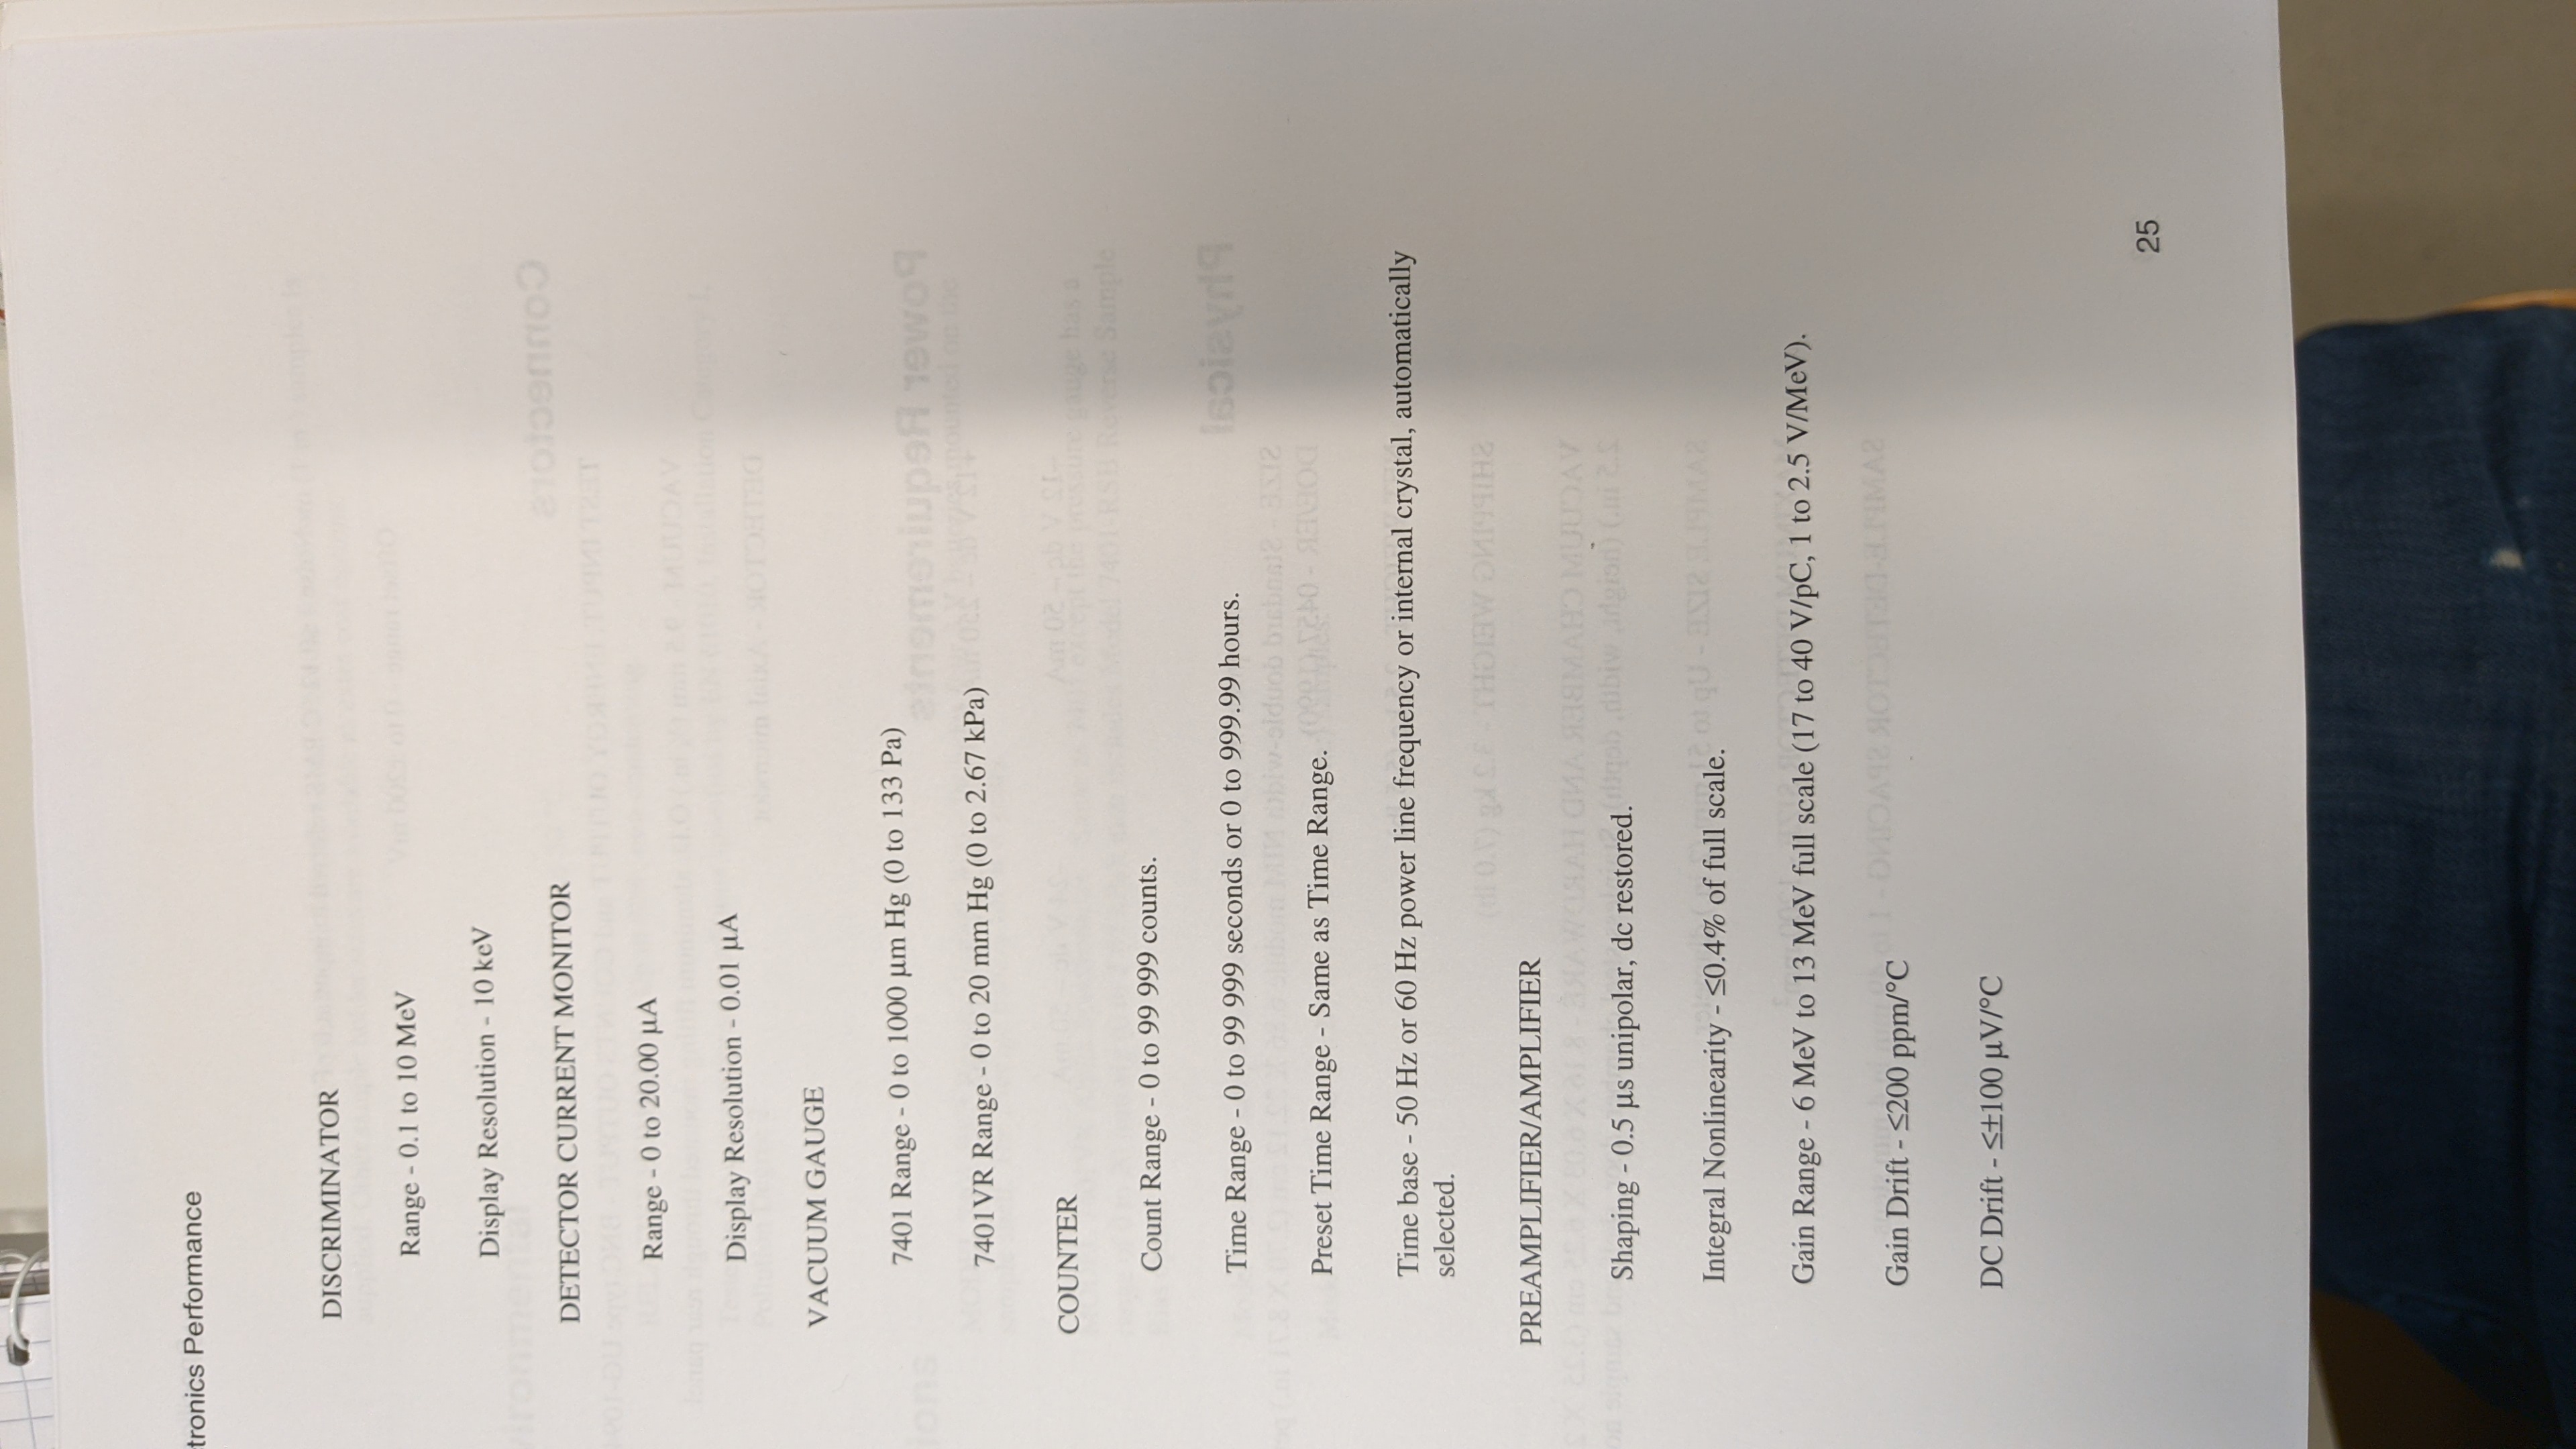 tronics Performance
DISCRIMINATOR
Range - 0.1 to 10 MeV
Display Resolution - 10 keV
DETECTOR CURRENT MONITOR
Range - 0 to 20.00 µA
Display Resolution - 0.01 µA
VACUUM GAUGE
7401 Range - 0 to 1000 µm Hg (0 to 133 Pa)
7401VR Range - 0 to 20 mm Hg (0 to 2.67 kPa)
COUNTER
Count Range - 0 to 99 999 counts.
Time Range - 0 to 99 999 seconds or 0 to 999.99 hours.
Preset Time Range - Same as Time Range.
Time base - 50 Hz or 60 Hz power line frequency or internal crystal, automatically
selected.
PREAMPLIFIER/AMPLIFIER
Shaping - 0.5 µs unipolar, dc restored.
Integral Nonlinearity - ≤0.4% of full scale.
Gain Range - 6 MeV to 13 MeV full scale (17 to 40 V/pC, 1 to 2.5 V/MeV).
Gain Drift - ≤200 ppm/°C
DC Drift - ≤±100 µV/°C
25